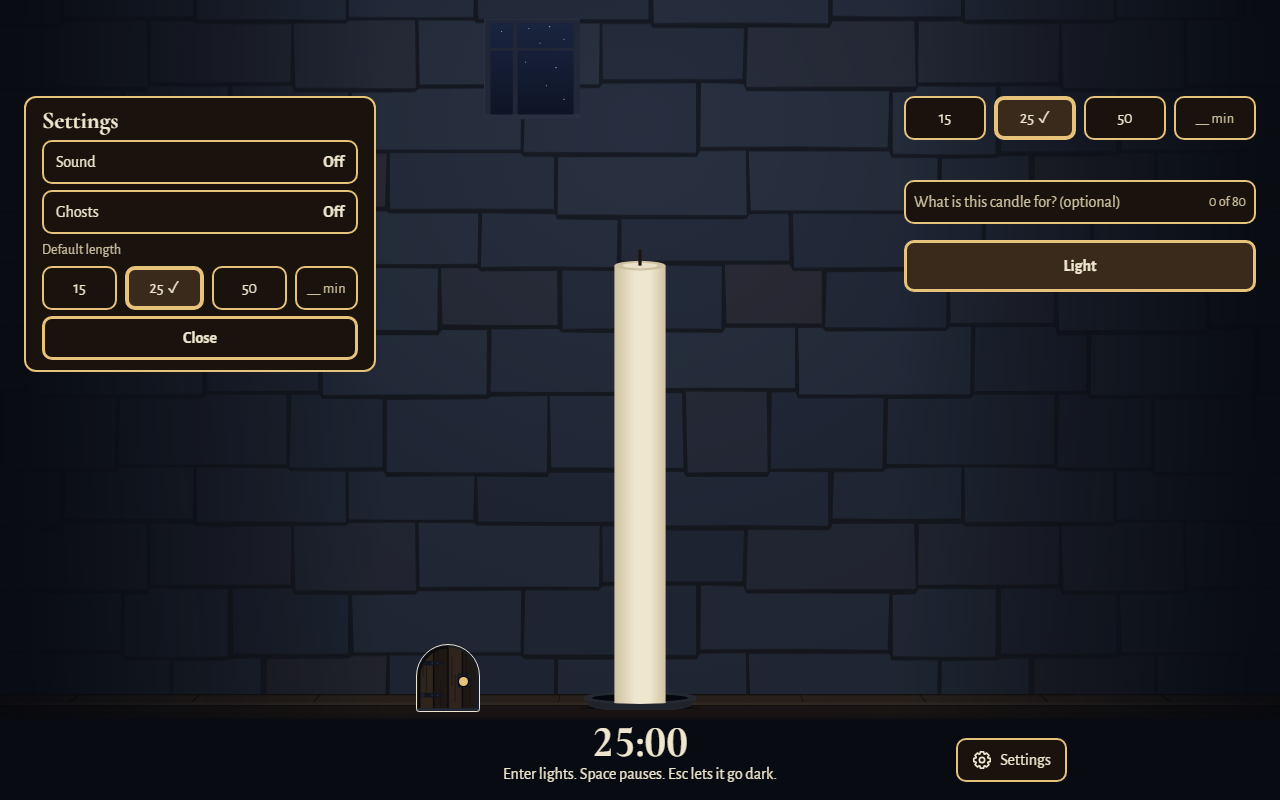 Settings
Sound Off
Ghosts Off
Default length
15 25 ✓ 50 __ min
Close
15 25 ✓ 50 __ min
What is this candle for? (optional) 0 of 80
Light
25:00
Enter lights. Space pauses. Esc lets it go dark.
Settings